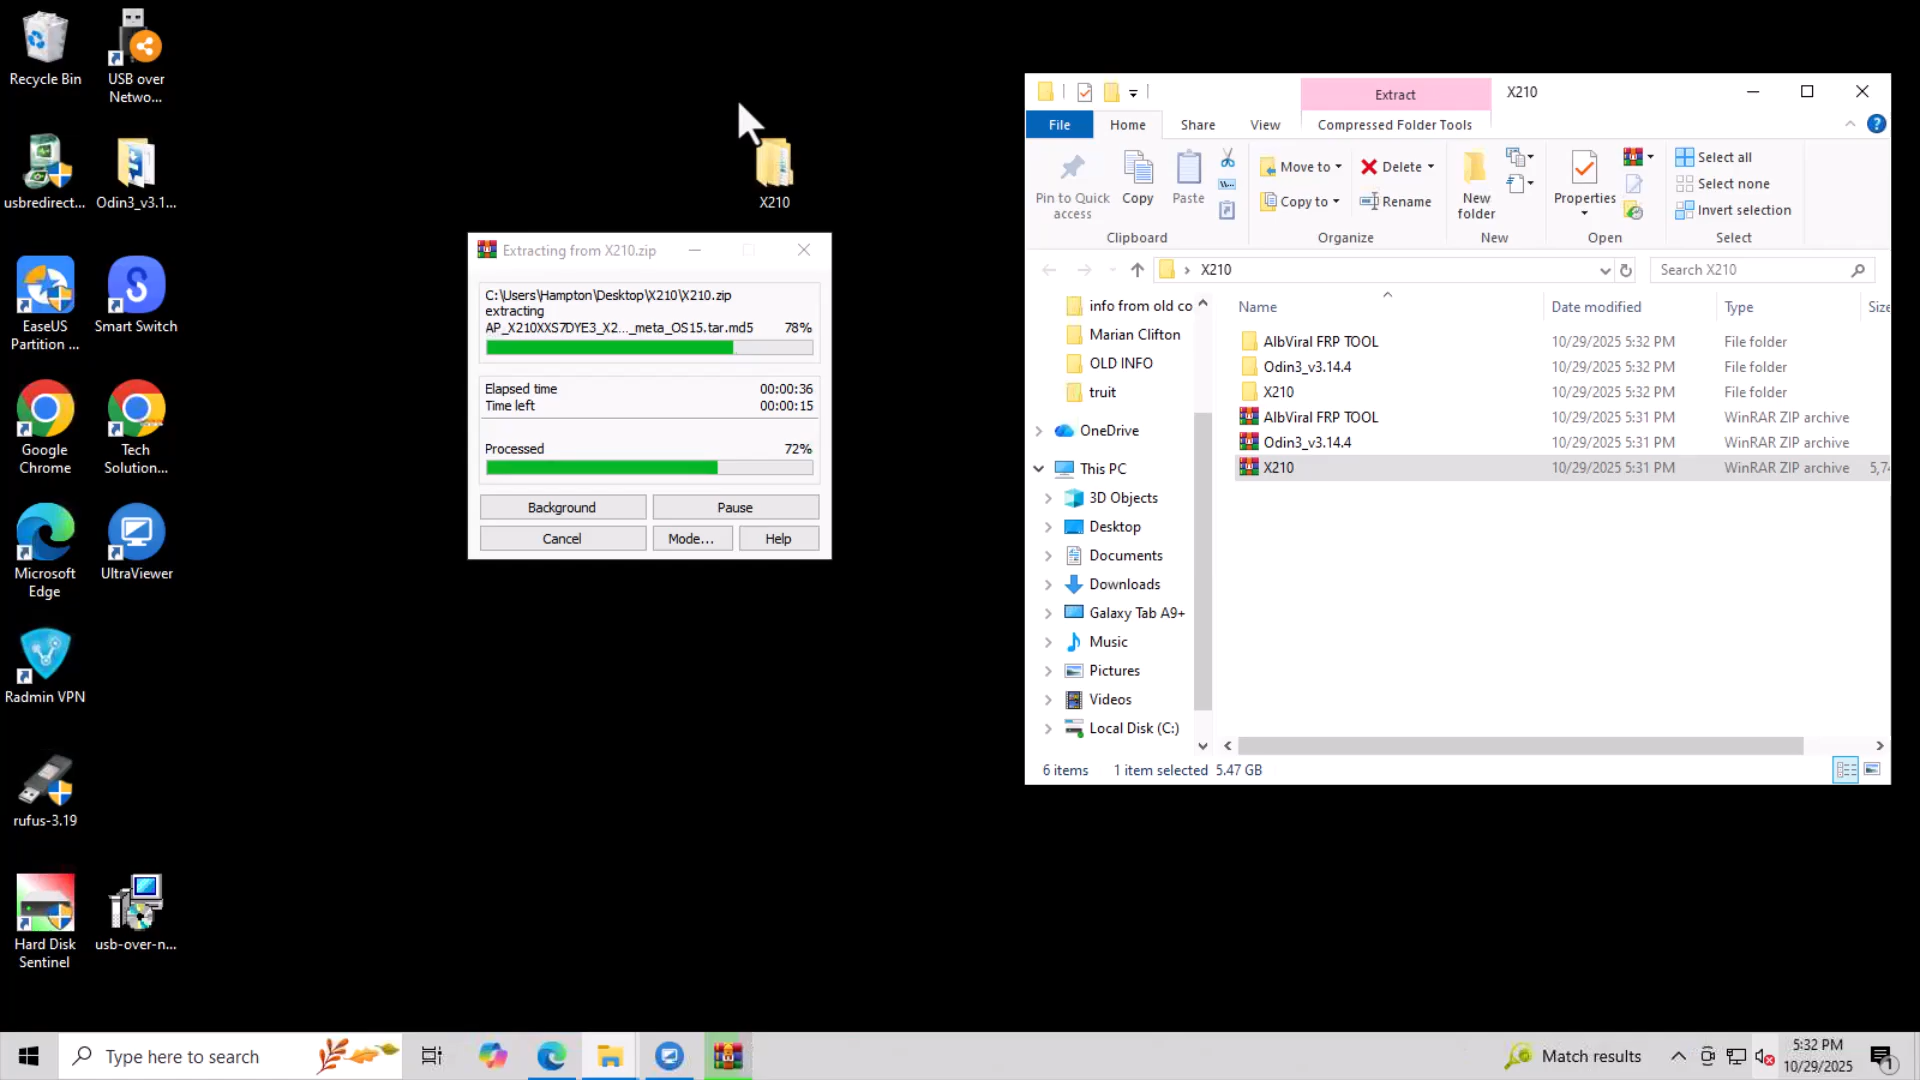 Recycle Bin
USB over
Netwo...
usbredirect...
Odin3_v3.1...
EaseUS
Partition ...
Smart Switch
Google
Chrome
Tech
Solution...
Microsoft
Edge
UltraViewer
Radmin VPN
rufus-3.19
Hard Disk
Sentinel
usb-over-n...
X210
Extracting from X210.zip
C:\Users\Hampton\Desktop\X210\X210.zip
extracting
AP_X210XXS7DYE3_X2..._meta_OS15.tar.md5 78%
Elapsed time 00:00:36
Time left 00:00:15
Processed 72%
Background Pause
Cancel Mode... Help
Extract X210
File Home Share View Compressed Folder Tools
Pin to Quick
access
Copy
Paste
Move to
Copy to
Delete
Rename
New
folder
Properties
Select all
Select none
Invert selection
Clipboard Organize New Open Select
X210
Search X210
info from old co
Marian Clifton
OLD INFO
truit
OneDrive
This PC
3D Objects
Desktop
Documents
Downloads
Galaxy Tab A9+
Music
Pictures
Videos
Local Disk (C:)
Name Date modified Type Size
AlbViral FRP TOOL 10/29/2025 5:32 PM File folder
Odin3_v3.14.4 10/29/2025 5:32 PM File folder
X210 10/29/2025 5:32 PM File folder
AlbViral FRP TOOL 10/29/2025 5:31 PM WinRAR ZIP archive
Odin3_v3.14.4 10/29/2025 5:31 PM WinRAR ZIP archive
X210 10/29/2025 5:31 PM WinRAR ZIP archive 5,74
6 items 1 item selected 5.47 GB
Type here to search
Match results
5:32 PM
10/29/2025
1